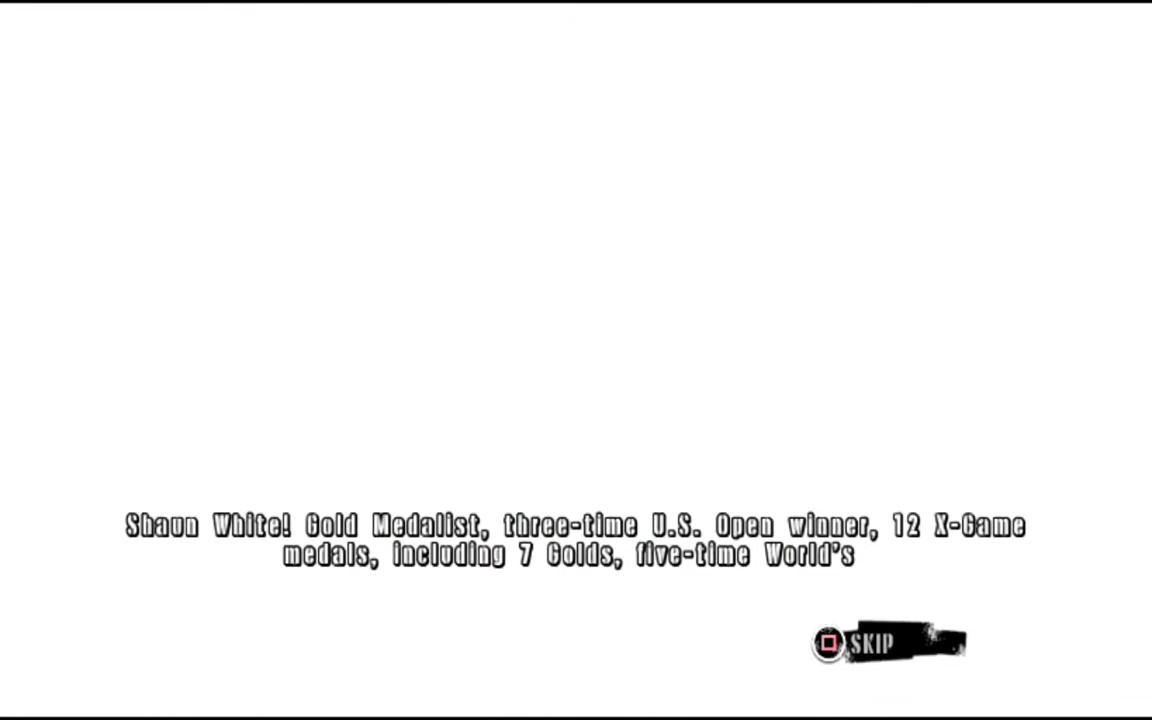 Shaun White! Gold Medalist, three-time U.S. Open winner, 12 X-Game
medals, including 7 Golds, five-time World's
SKIP